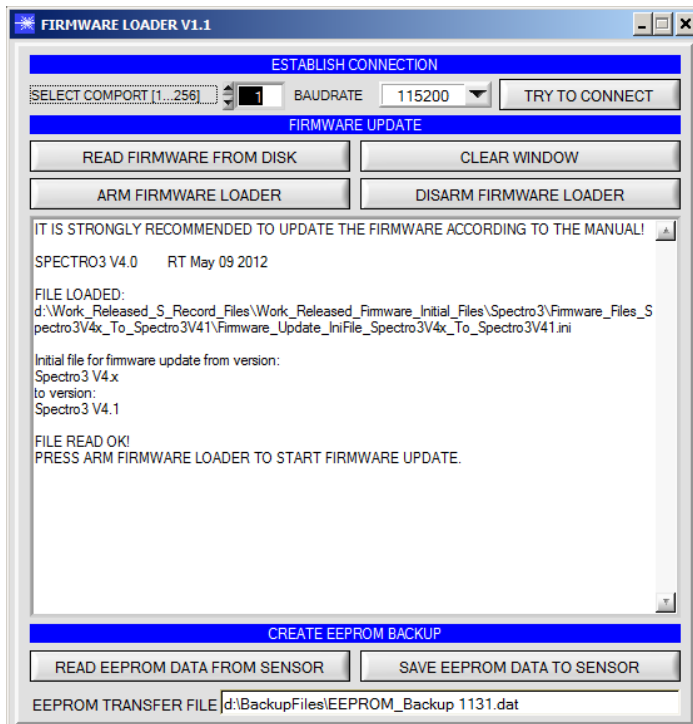 FIRMWARE LOADER V1.1
ESTABLISH CONNECTION
SELECT COMPORT [1...256] 1 BAUDRATE 115200 TRY TO CONNECT
FIRMWARE UPDATE
READ FIRMWARE FROM DISK CLEAR WINDOW
ARM FIRMWARE LOADER DISARM FIRMWARE LOADER
IT IS STRONGLY RECOMMENDED TO UPDATE THE FIRMWARE ACCORDING TO THE MANUAL!
SPECTRO3 V4.0 RT May 09 2012
FILE LOADED:
d:\Work_Released_S_Record_Files\Work_Released_Firmware_Initial_Files\Spectro3\Firmware_Files_S
pectro3V4x_To_Spectro3V41\Firmware_Update_IniFile_Spectro3V4x_To_Spectro3V41.ini
Initial file for firmware update from version:
Spectro3 V4.x
to version:
Spectro3 V4.1
FILE READ OK!
PRESS ARM FIRMWARE LOADER TO START FIRMWARE UPDATE.
CREATE EEPROM BACKUP
READ EEPROM DATA FROM SENSOR SAVE EEPROM DATA TO SENSOR
EEPROM TRANSFER FILE d:\BackupFiles\EEPROM_Backup 1131.dat